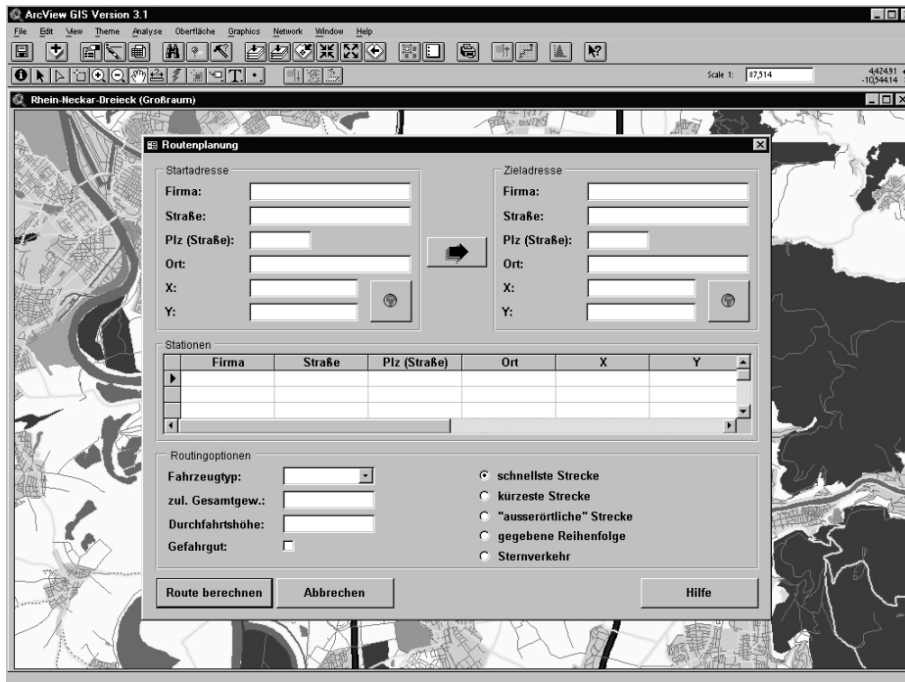 ArcView GIS Version 3.1
File Edit View Theme Analyse Oberfläche Graphics Network Window Help
Scale 1: 87,514
4,424.91
-10,544.14
Rhein-Neckar-Dreieck (Großraum)
Routenplanung
Startadresse
Firma:
Straße:
Plz (Straße):
Ort:
X:
Y:
Zieladresse
Firma:
Straße:
Plz (Straße):
Ort:
X:
Y:
Stationen
Firma Straße Plz (Straße) Ort X Y
Routingoptionen
Fahrzeugtyp:
zul. Gesamtgew.:
Durchfahrtshöhe:
Gefahrgut:
schnellste Strecke
kürzeste Strecke
"ausserörtliche" Strecke
gegebene Reihenfolge
Sternverkehr
Route berechnen Abbrechen Hilfe